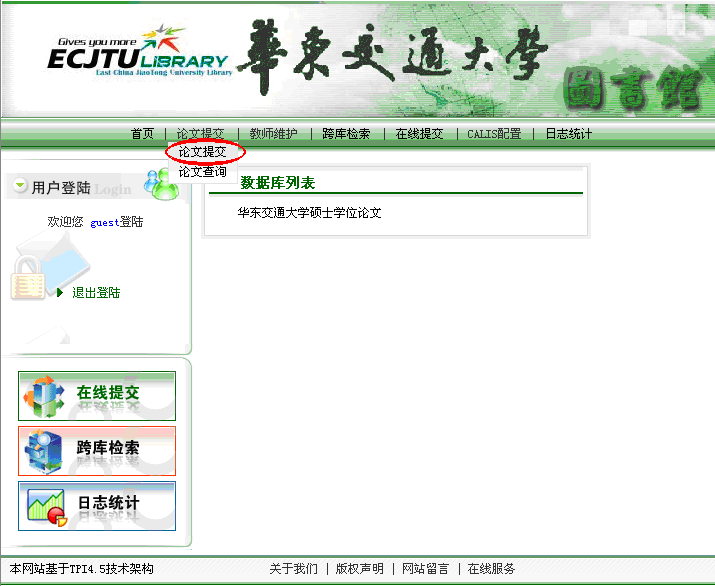 Gives you more
ECJTU LIBRARY
East China JiaoTong University Library
華东交通大学
圖書館
首页 | 论文提交 | 教师维护 | 跨库检索 | 在线提交 | CALIS配置 | 日志统计
论文提交
论文查询
用户登陆 Login
欢迎您 guest登陆
退出登陆
数据库列表
华东交通大学硕士学位论文
在线提交
跨库检索
日志统计
本网站基于TPI4.5技术架构
关于我们 | 版权声明 | 网站留言 | 在线服务